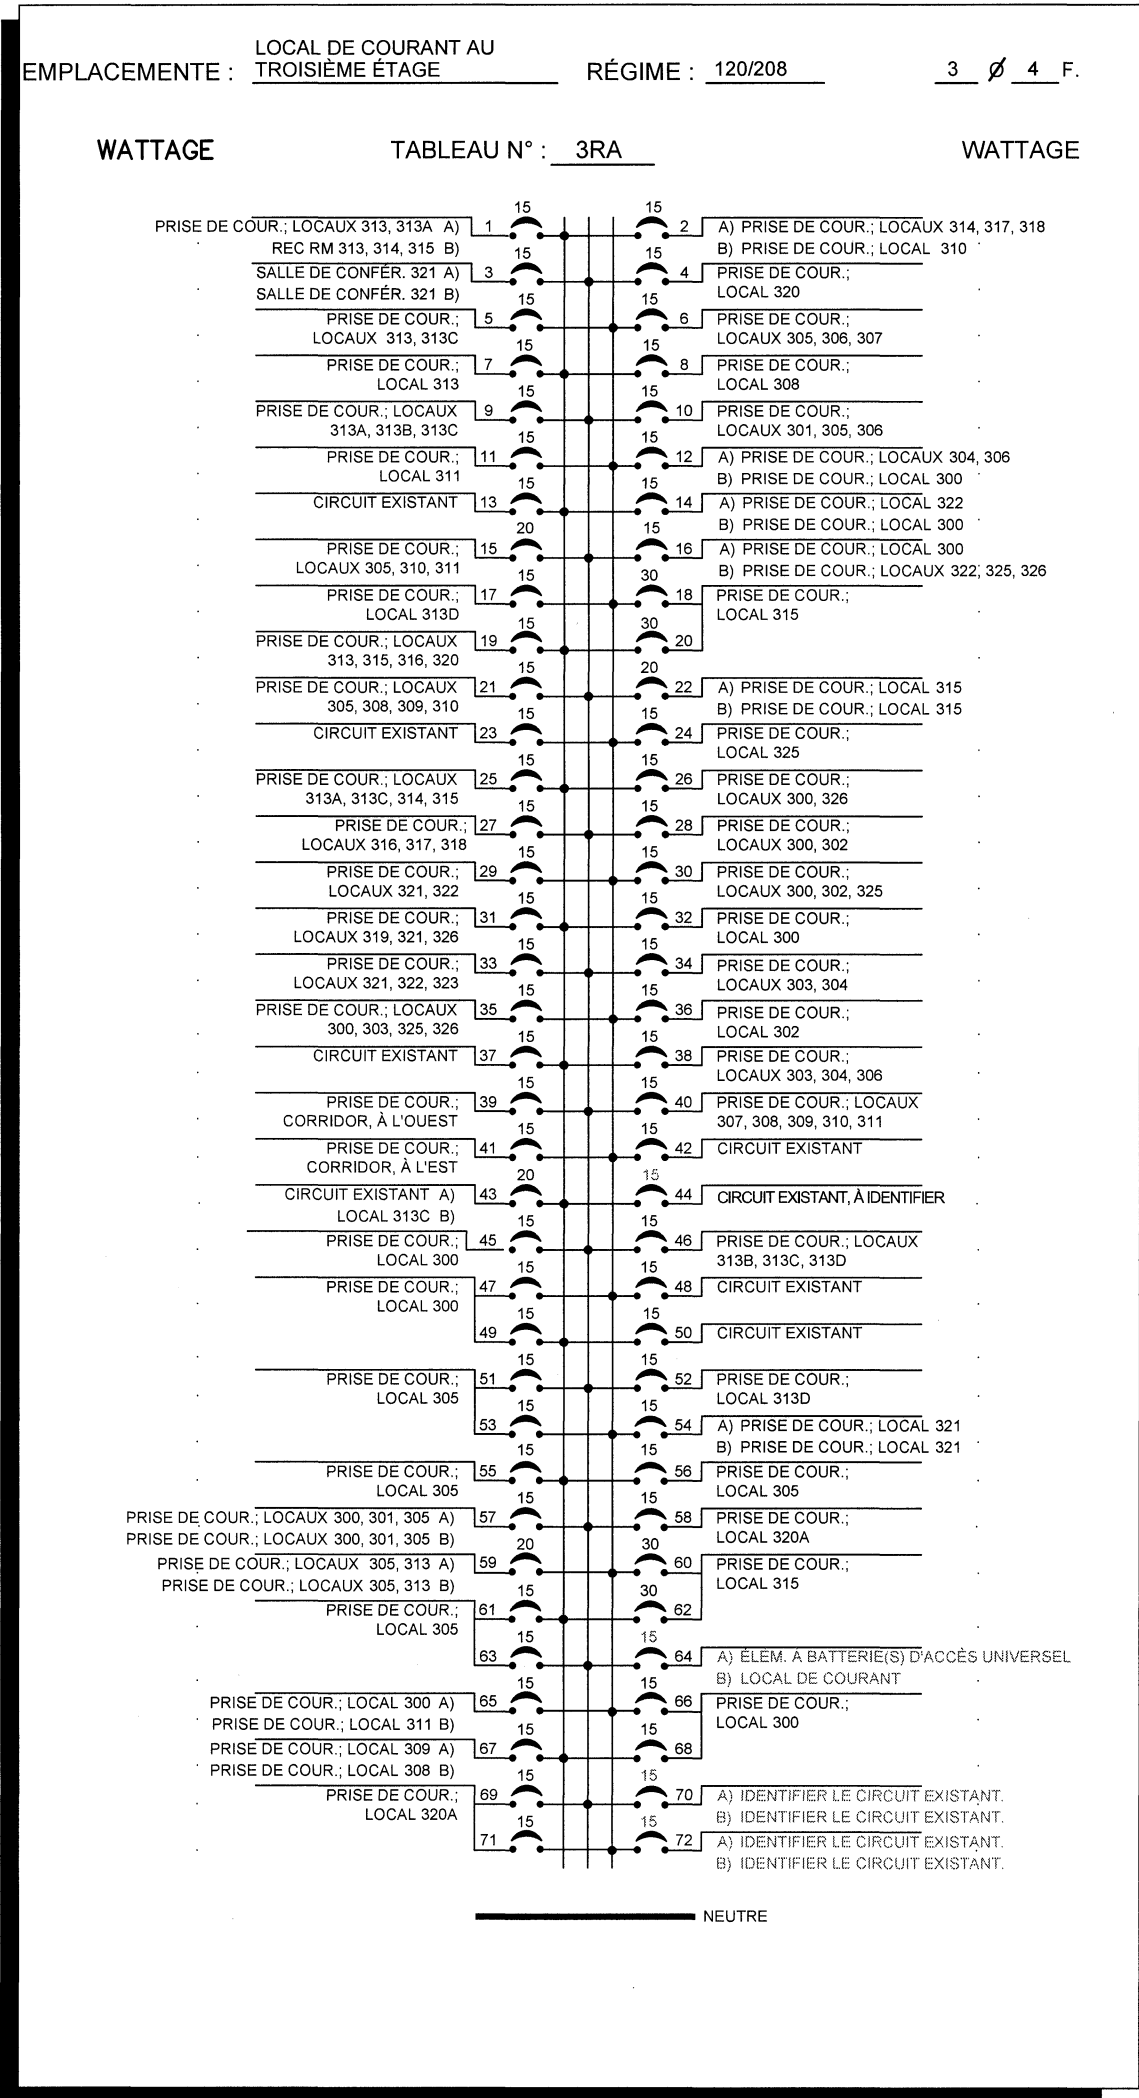 LOCAL DE COURANT AU
EMPLACEMENTE : TROISIÈME ÉTAGE RÉGIME : 120/208 3 Ø 4 F.
WATTAGE TABLEAU N° : 3RA WATTAGE
15 15
PRISE DE COUR.; LOCAUX 313, 313A A) 1 2 A) PRISE DE COUR.; LOCAUX 314, 317, 318
REC RM 313, 314, 315 B) B) PRISE DE COUR.; LOCAL 310
15 15
SALLE DE CONFÉR. 321 A) 3 4 PRISE DE COUR.;
SALLE DE CONFÉR. 321 B) LOCAL 320
15 15
PRISE DE COUR.; 5 6 PRISE DE COUR.;
LOCAUX 313, 313C LOCAUX 305, 306, 307
15 15
PRISE DE COUR.; 7 8 PRISE DE COUR.;
LOCAL 313 LOCAL 308
15 15
PRISE DE COUR.; LOCAUX 9 10 PRISE DE COUR.;
313A, 313B, 313C LOCAUX 301, 305, 306
15 15
PRISE DE COUR.; 11 12 A) PRISE DE COUR.; LOCAUX 304, 306
LOCAL 311 B) PRISE DE COUR.; LOCAL 300
15 15
CIRCUIT EXISTANT 13 14 A) PRISE DE COUR.; LOCAL 322
B) PRISE DE COUR.; LOCAL 300
20 15
PRISE DE COUR.; 15 16 A) PRISE DE COUR.; LOCAL 300
LOCAUX 305, 310, 311 B) PRISE DE COUR.; LOCAUX 322, 325, 326
15 30
PRISE DE COUR.; 17 18 PRISE DE COUR.;
LOCAL 313D LOCAL 315
15 30
PRISE DE COUR.; LOCAUX 19 20
313, 315, 316, 320
15 20
PRISE DE COUR.; LOCAUX 21 22 A) PRISE DE COUR.; LOCAL 315
305, 308, 309, 310 B) PRISE DE COUR.; LOCAL 315
15 15
CIRCUIT EXISTANT 23 24 PRISE DE COUR.;
LOCAL 325
15 15
PRISE DE COUR.; LOCAUX 25 26 PRISE DE COUR.;
313A, 313C, 314, 315 LOCAUX 300, 326
15 15
PRISE DE COUR.; 27 28 PRISE DE COUR.;
LOCAUX 316, 317, 318 LOCAUX 300, 302
15 15
PRISE DE COUR.; 29 30 PRISE DE COUR.;
LOCAUX 321, 322 LOCAUX 300, 302, 325
15 15
PRISE DE COUR.; 31 32 PRISE DE COUR.;
LOCAUX 319, 321, 326 LOCAL 300
15 15
PRISE DE COUR.; 33 34 PRISE DE COUR.;
LOCAUX 321, 322, 323 LOCAUX 303, 304
15 15
PRISE DE COUR.; LOCAUX 35 36 PRISE DE COUR.;
300, 303, 325, 326 LOCAL 302
15 15
CIRCUIT EXISTANT 37 38 PRISE DE COUR.;
LOCAUX 303, 304, 306
15 15
PRISE DE COUR.; 39 40 PRISE DE COUR.; LOCAUX
CORRIDOR, À L'OUEST 307, 308, 309, 310, 311
15 15
PRISE DE COUR.; 41 42 CIRCUIT EXISTANT
CORRIDOR, À L'EST
20 15
CIRCUIT EXISTANT A) 43 44 CIRCUIT EXISTANT, À IDENTIFIER
LOCAL 313C B)
15 15
PRISE DE COUR.; 45 46 PRISE DE COUR.; LOCAUX
LOCAL 300 313B, 313C, 313D
15 15
PRISE DE COUR.; 47 48 CIRCUIT EXISTANT
LOCAL 300
15 15
49 50 CIRCUIT EXISTANT
15 15
PRISE DE COUR.; 51 52 PRISE DE COUR.;
LOCAL 305 LOCAL 313D
15 15
53 54 A) PRISE DE COUR.; LOCAL 321
B) PRISE DE COUR.; LOCAL 321
15 15
PRISE DE COUR.; 55 56 PRISE DE COUR.;
LOCAL 305 LOCAL 305
15 15
PRISE DE COUR.; LOCAUX 300, 301, 305 A) 57 58 PRISE DE COUR.;
PRISE DE COUR.; LOCAUX 300, 301, 305 B) LOCAL 320A
20 30
PRISE DE COUR.; LOCAUX 305, 313 A) 59 60 PRISE DE COUR.;
PRISE DE COUR.; LOCAUX 305, 313 B) LOCAL 315
15 30
PRISE DE COUR.; 61 62
LOCAL 305
15 15
63 64 A) ÉLEM. A BATTERIE(S) D'ACCÈS UNIVERSEL
B) LOCAL DE COURANT
15 15
PRISE DE COUR.; LOCAL 300 A) 65 66 PRISE DE COUR.;
PRISE DE COUR.; LOCAL 311 B) LOCAL 300
15 15
PRISE DE COUR.; LOCAL 309 A) 67 68
PRISE DE COUR.; LOCAL 308 B)
15 15
PRISE DE COUR.; 69 70 A) IDENTIFIER LE CIRCUIT EXISTANT.
LOCAL 320A B) IDENTIFIER LE CIRCUIT EXISTANT.
15 15
71 72 A) IDENTIFIER LE CIRCUIT EXISTANT.
B) IDENTIFIER LE CIRCUIT EXISTANT.
NEUTRE